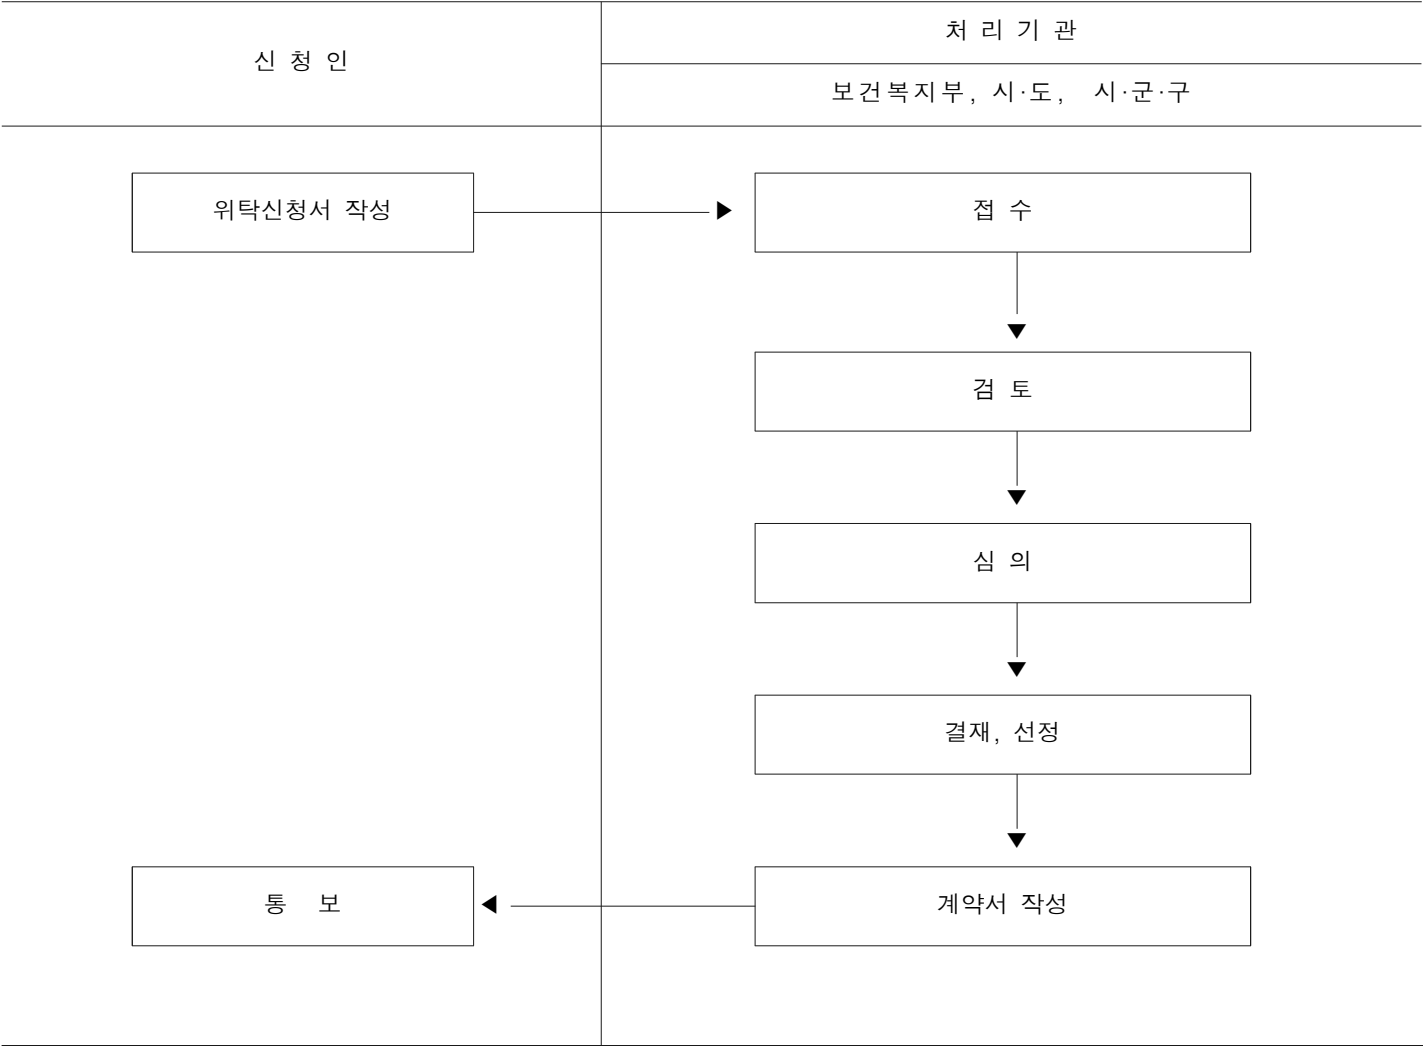 신 청 인
처 리 기 관
보건복지부, 시·도, 시·군·구
위탁신청서 작성
접 수
검 토
심 의
결재, 선정
통 보
계약서 작성